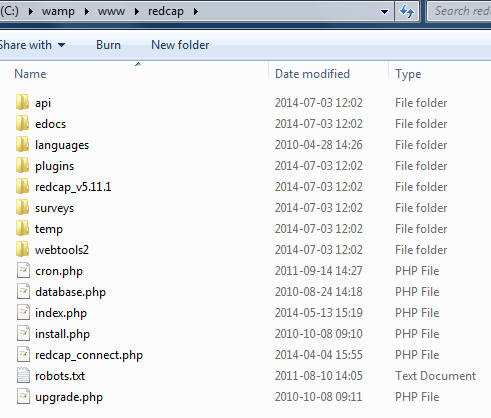 (C:) wamp www redcap Search red
Share with Burn New folder
Name Date modified Type
api 2014-07-03 12:02 File folder
edocs 2014-07-03 12:02 File folder
languages 2010-04-28 14:26 File folder
plugins 2014-07-03 12:02 File folder
redcap_v5.11.1 2014-07-03 12:02 File folder
surveys 2014-07-03 12:02 File folder
temp 2014-07-03 12:02 File folder
webtools2 2014-07-03 12:02 File folder
cron.php 2011-09-14 14:27 PHP File
database.php 2010-08-24 14:18 PHP File
index.php 2014-05-13 15:19 PHP File
install.php 2010-10-08 09:10 PHP File
redcap_connect.php 2014-04-04 15:55 PHP File
robots.txt 2011-08-10 14:05 Text Document
upgrade.php 2010-10-08 09:11 PHP File